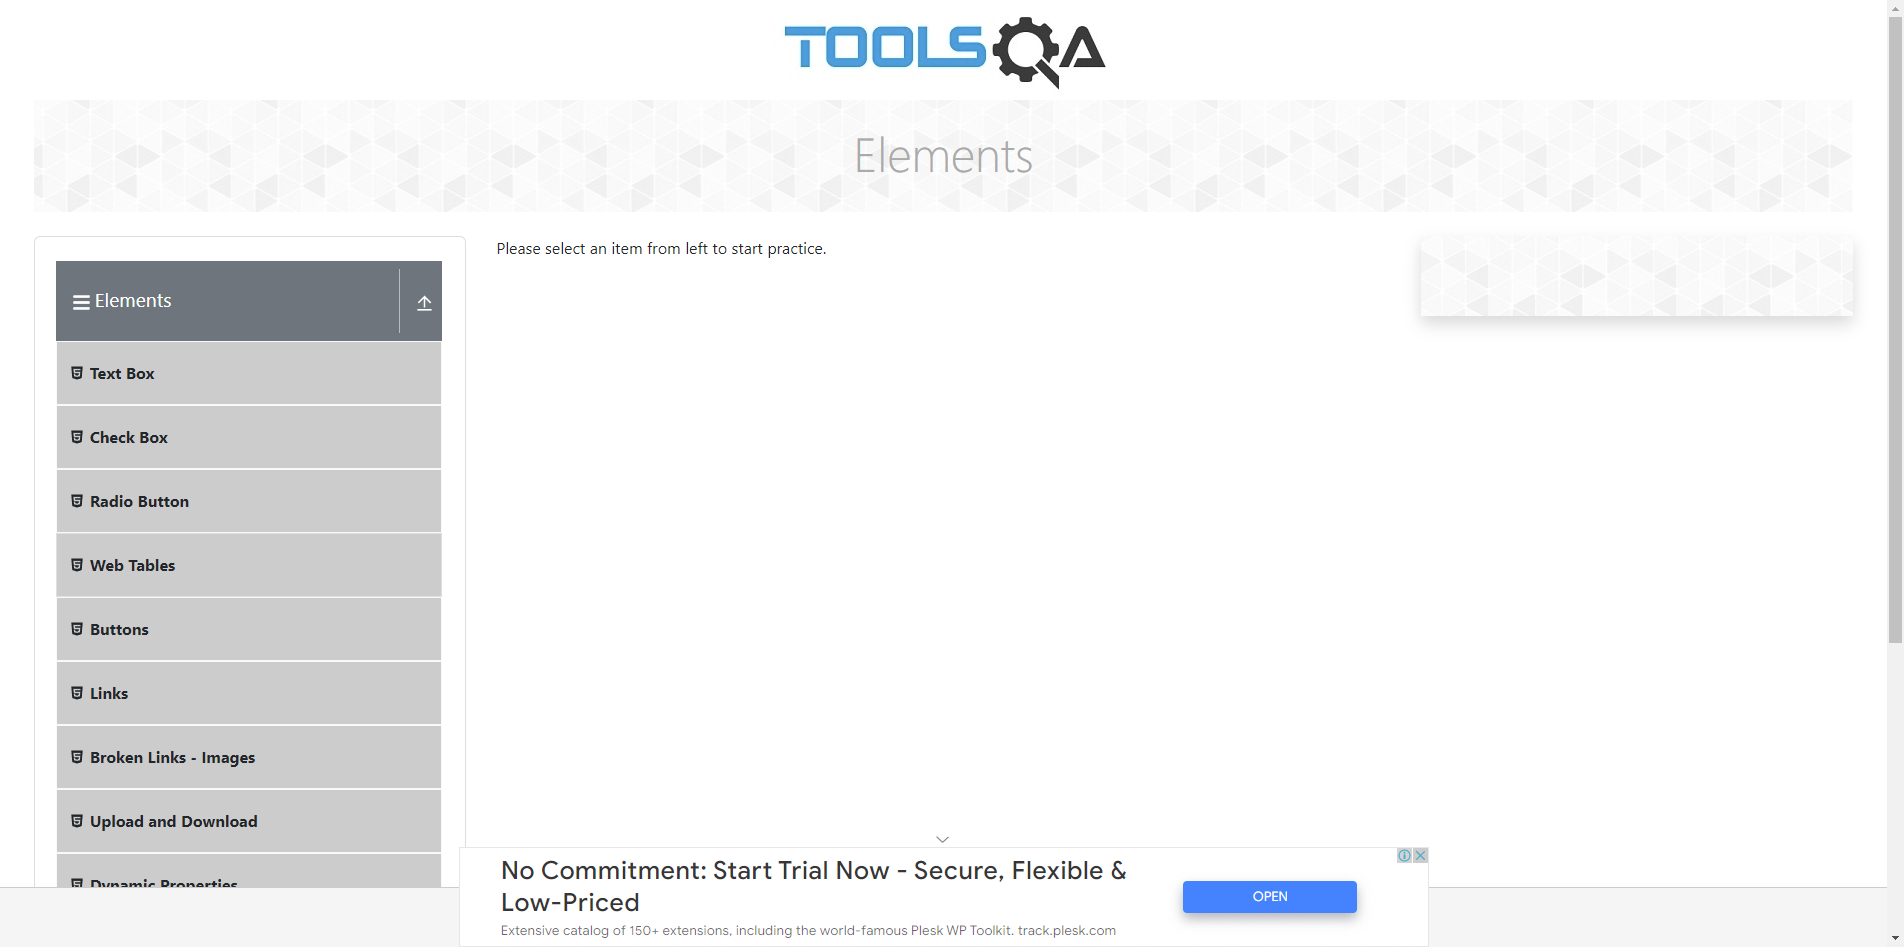 TOOLSQA
Elements
Elements
Text Box
Check Box
Radio Button
Web Tables
Buttons
Links
Broken Links - Images
Upload and Download
Dynamic Properties
Please select an item from left to start practice.
No Commitment: Start Trial Now - Secure, Flexible &
Low-Priced
Extensive catalog of 150+ extensions, including the world-famous Plesk WP Toolkit. track.plesk.com
OPEN